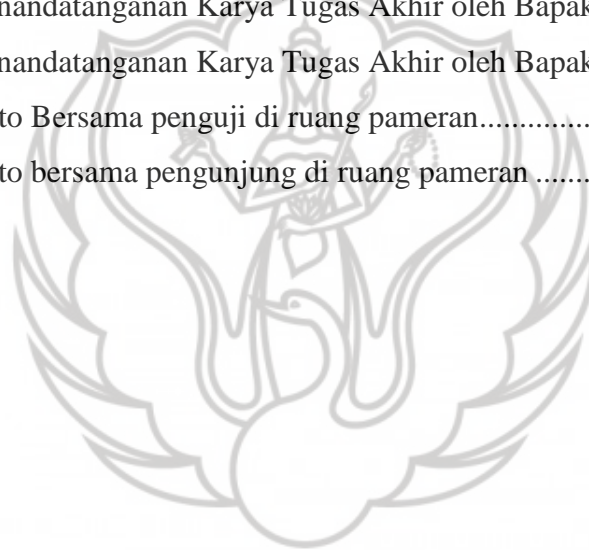 nandatanganan Karya Tugas Akhir oleh Bapak
nandatanganan Karya Tugas Akhir oleh Bapak
to Bersama penguji di ruang pameran..............
to bersama pengunjung di ruang pameran ........